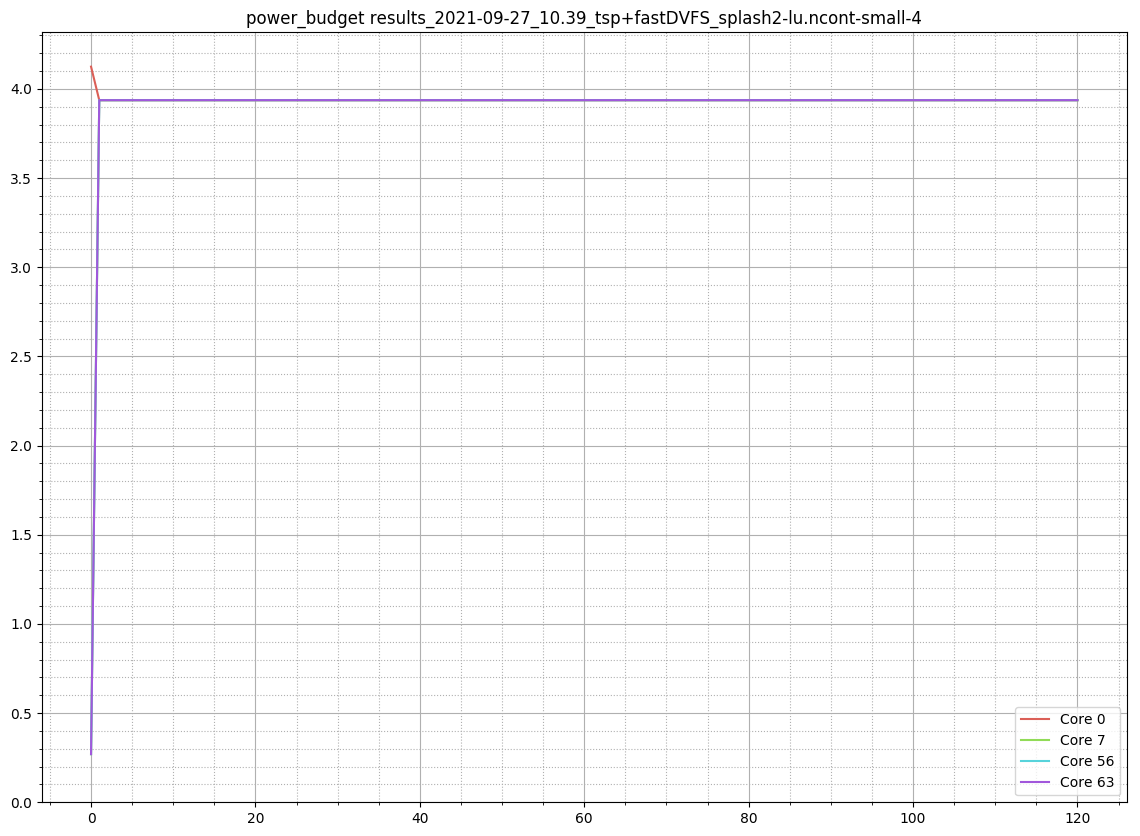 power_budget results_2021-09-27_10.39_tsp+fastDVFS_splash2-lu.ncont-small-4
4.0
3.5
3.0
2.5
2.0
1.5
1.0
0.5
0.0
0 20 40 60 80 100 120
Core 0
Core 7
Core 56
Core 63